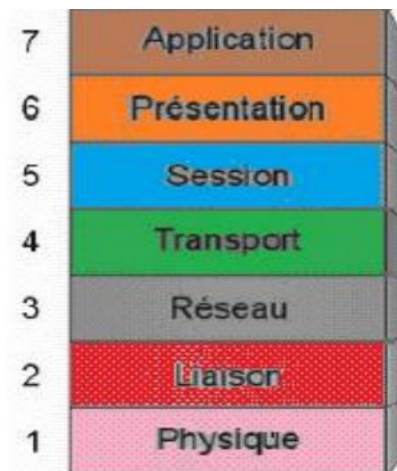 7 Application
6 Présentation
5 Session
4 Transport
3 Réseau
2 Liaison
1 Physique